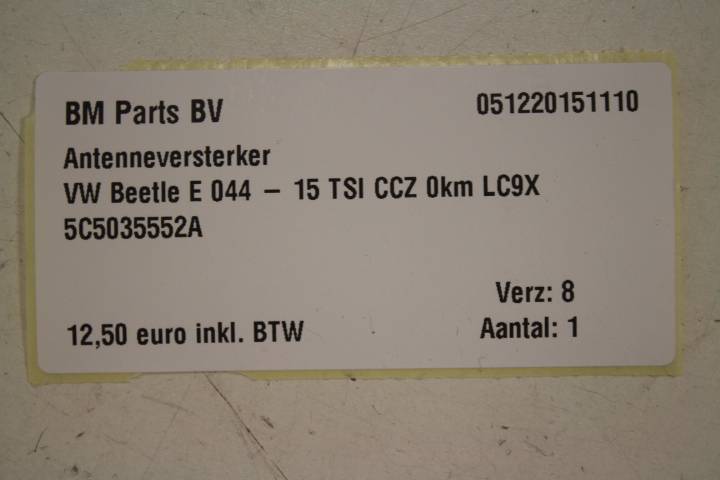 BM Parts BV 051220151110
Antenneversterker
VW Beetle E 044 – 15 TSI CCZ 0km LC9X
5C5035552A
Verz: 8
12,50 euro inkl. BTW Aantal: 1